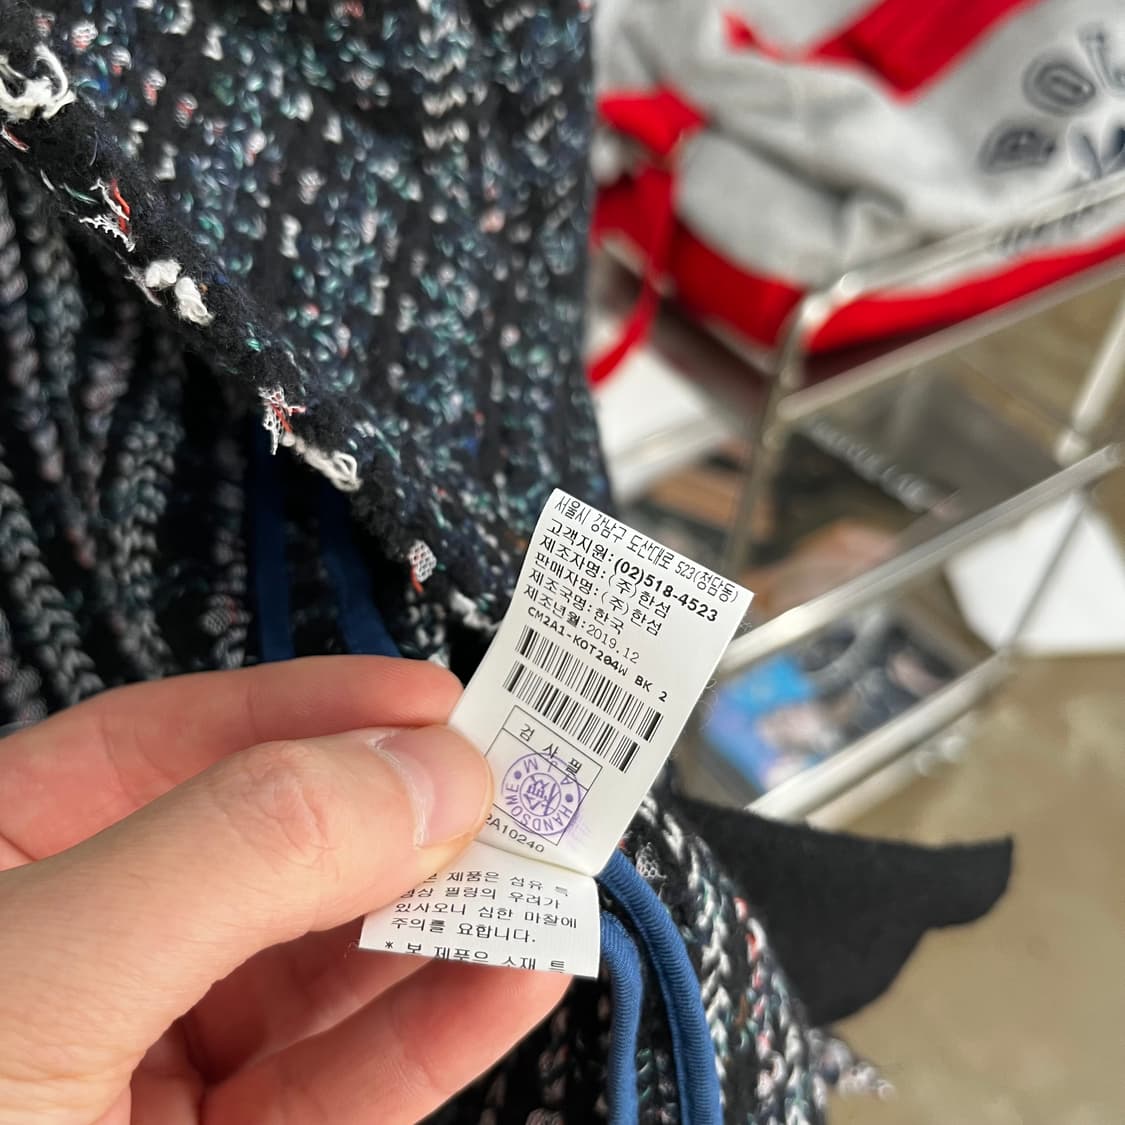 서울시 강남구 도산대로 523(청담동)
고객지원: (02)518-4523
제조자명: (주)한섬
판매자명: (주)한섬
제조국명: 한국
제조년월: 2019.12
CM2A1-KOT204W BK 2
검사필
HANDSOME
2A10240
제품은 섬유 특
필링의 우려가
있사오니 심한 마찰에
주의를 요합니다.
* 본 제품은 소재 특